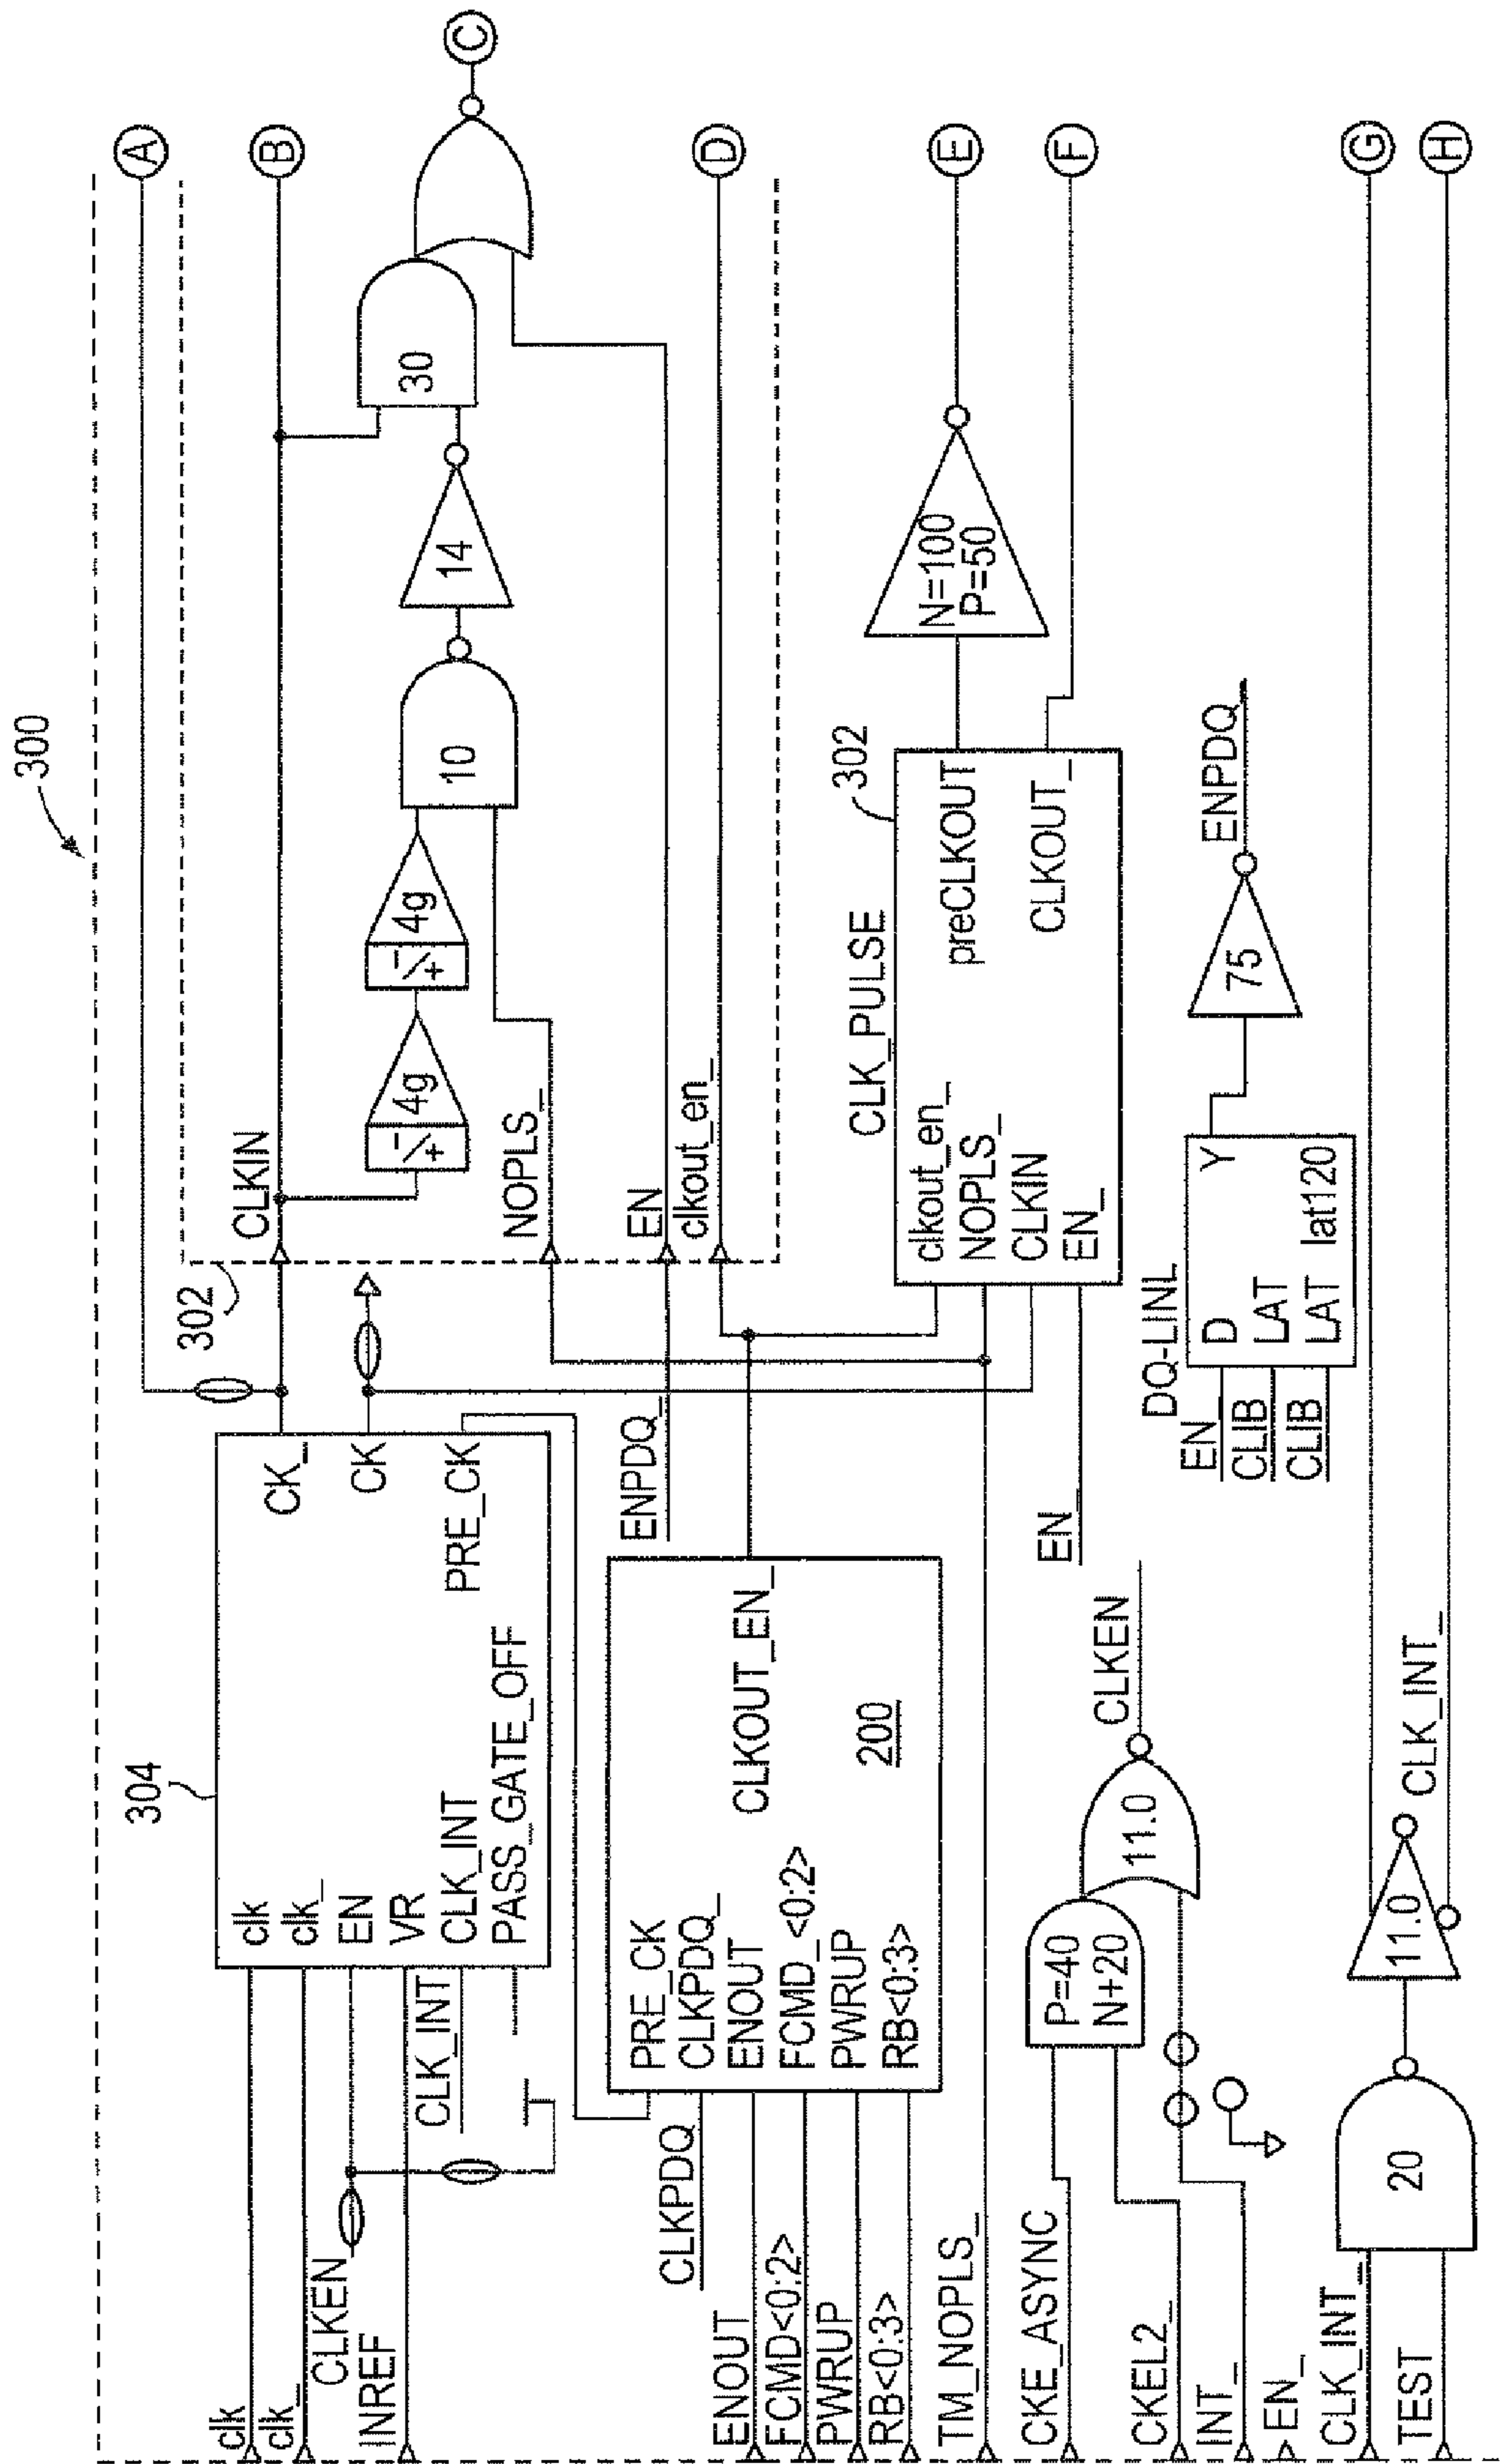 300
A
B
C
D
E
F
G
H
302
CLKIN
4g
4g
10
14
30
NOPLS_
EN
clkout_en_
304
clk
clk_
EN
VR
CLK_INT
PASS_GATE_OFF
CK_
CK
PRE_CK
clk
clk_
CLKEN
INREF
CLK_INT
ENPDQ_
PRE_CK
CLKPDQ_
ENOUT
FCMD_<0:2>
PWRUP
RB<0:3>
CLKOUT_EN_
200
CLKPDQ
ENOUT
FCMD<0:2>
PWRUP
RB<0:3>
TM_NOPLS_
CLK_PULSE
302
clkout_en_
NOPLS_
CLKIN
EN_
preCLKOUT
CLKOUT_
N=100
P=50
EN_
DQ-LINL
EN_
CLIB
CLIB
D
LAT
LAT
Y
lat120
75
ENPDQ_
CKE_ASYNC
CKEL2_
INT_
EN_
P=40
N+20
11.0
CLKEN
CLK_INT_
TEST
20
11.0
CLK_INT_